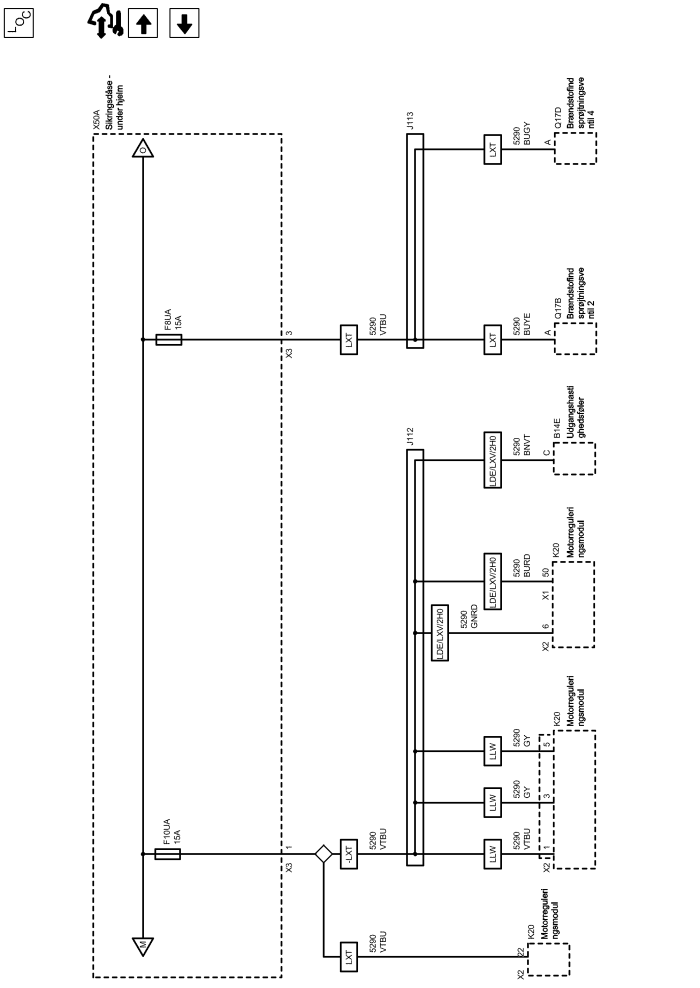 LOC
X50A
Sikringsdåse -
under hjelm
O
M
F8UA
15A
3
X3
LXT
5290
VTBU
J113
LXT
5290
BUGY
A
Q17D
Brændstofind
sprøjtningsve
ntil 4
LXT
5290
BUYE
A
Q17B
Brændstofind
sprøjtningsve
ntil 2
F10UA
15A
1
X3
-LXT
5290
VTBU
J112
LDE/LXV/2H0
5290
BNVT
C
B14E
Udgangshasti
ghedsføler
LDE/LXV/2H0
5290
BURD
50
X1
LDE/LXV/2H0
5290
GNRD
6
X2
K20
Motorreguleri
ngsmodul
LLW
5290
GY
5
LLW
5290
GY
3
LLW
5290
VTBU
1
X2
K20
Motorreguleri
ngsmodul
LXT
5290
VTBU
22
X2
K20
Motorreguleri
ngsmodul